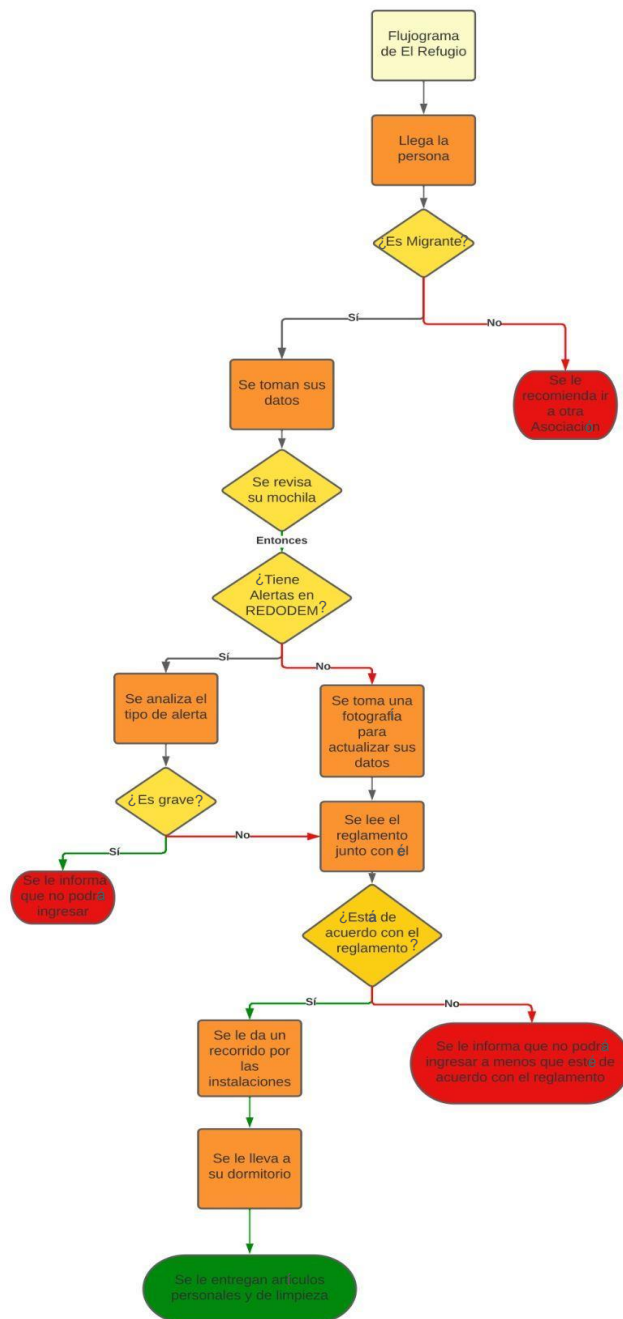 Flujograma
de El Refugio
Llega la
persona
¿Es Migrante?
Sí
No
Se toman sus
datos
Se le
recomienda ir
a otra
Asociación
Se revisa
su mochila
Entonces
¿Tiene
Alertas en
REDODEM?
Sí
No
Se analiza el
tipo de alerta
Se toma una
fotografía
para
actualizar sus
datos
¿Es grave?
No
Se lee el
reglamento
junto con él
Sí
Se le informa
que no podrá
ingresar
¿Está de
acuerdo con el
reglamento?
Sí
No
Se le da un
recorrido por
las
instalaciones
Se le informa que no podrá
ingresar a menos que esté de
acuerdo con el reglamento
Se le lleva a
su dormitorio
Se le entregan artículos
personales y de limpieza